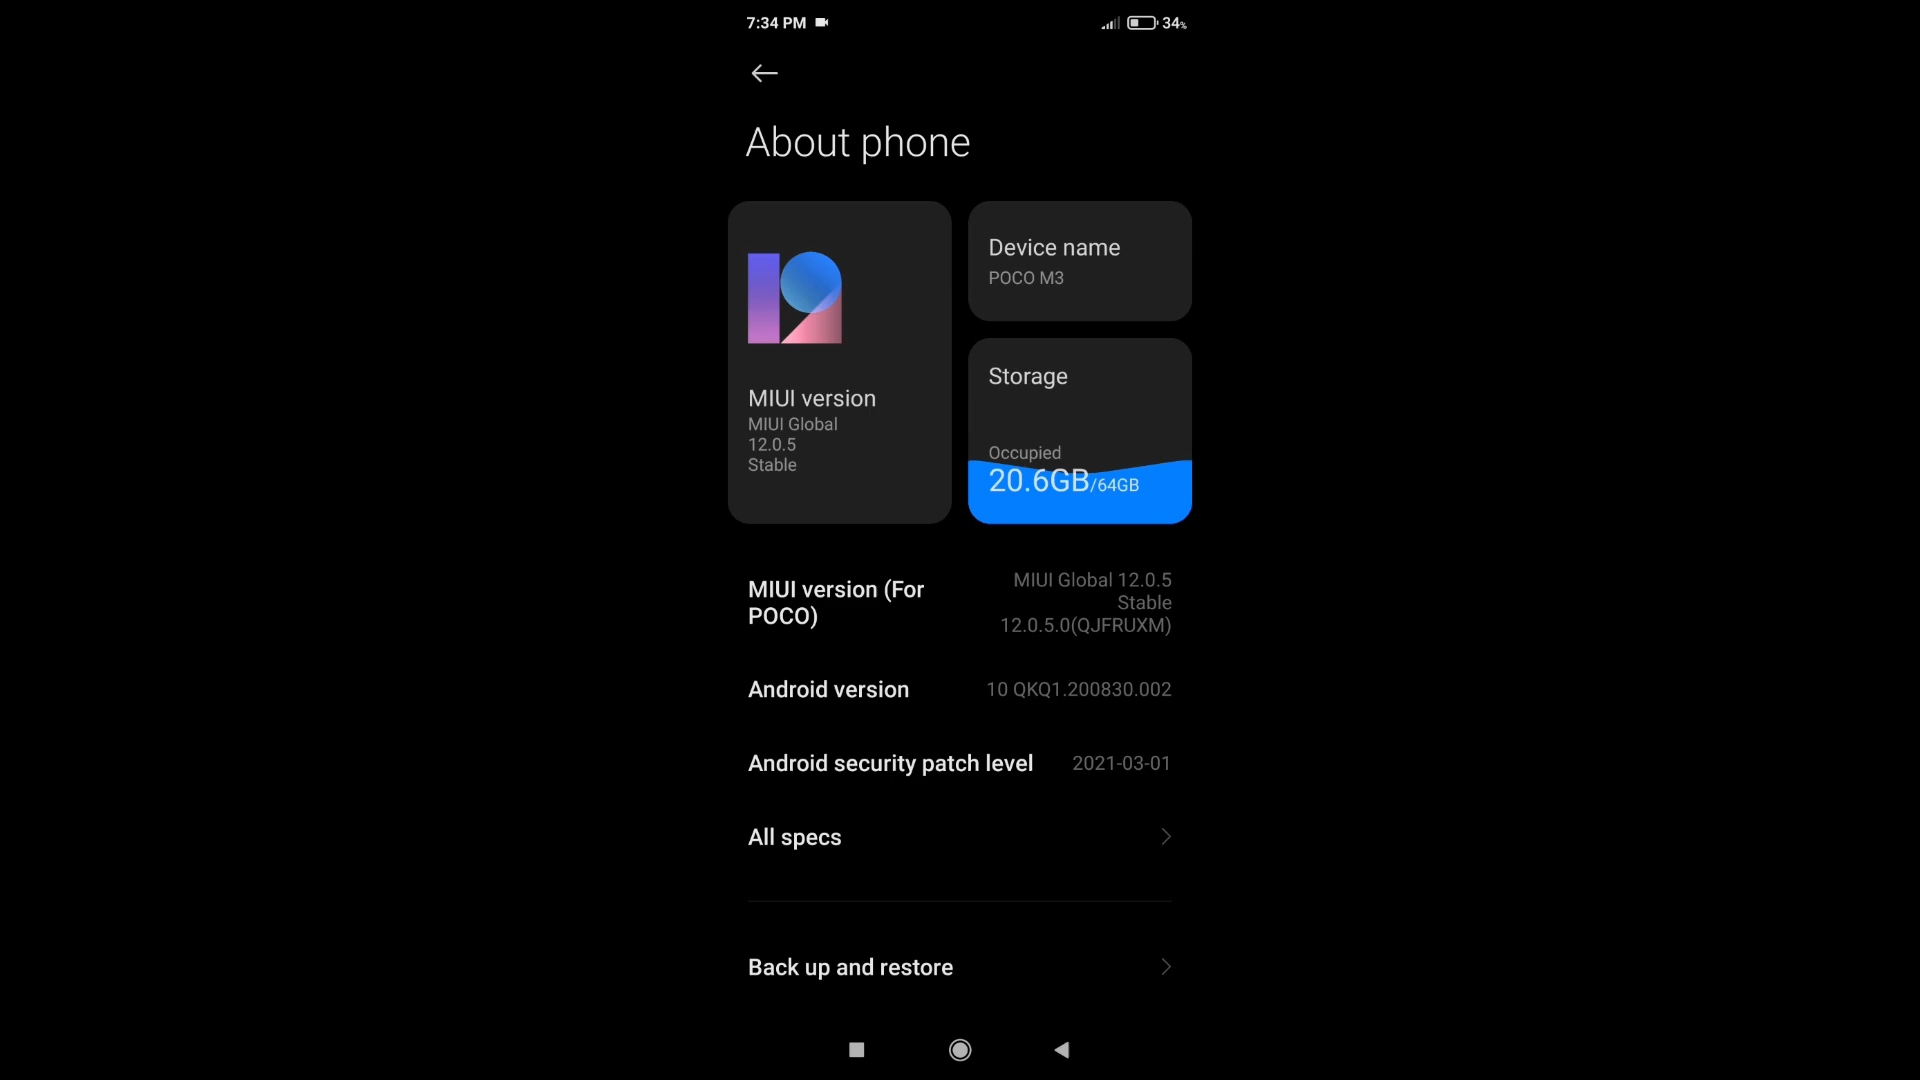 7:34 PM
34%
About phone
MIUI version
MIUI Global
12.0.5
Stable
Device name
POCO M3
Storage
Occupied
20.6GB/64GB
MIUI version (For
POCO)
MIUI Global 12.0.5
Stable
12.0.5.0(QJFRUXM)
Android version
10 QKQ1.200830.002
Android security patch level
2021-03-01
All specs
Back up and restore